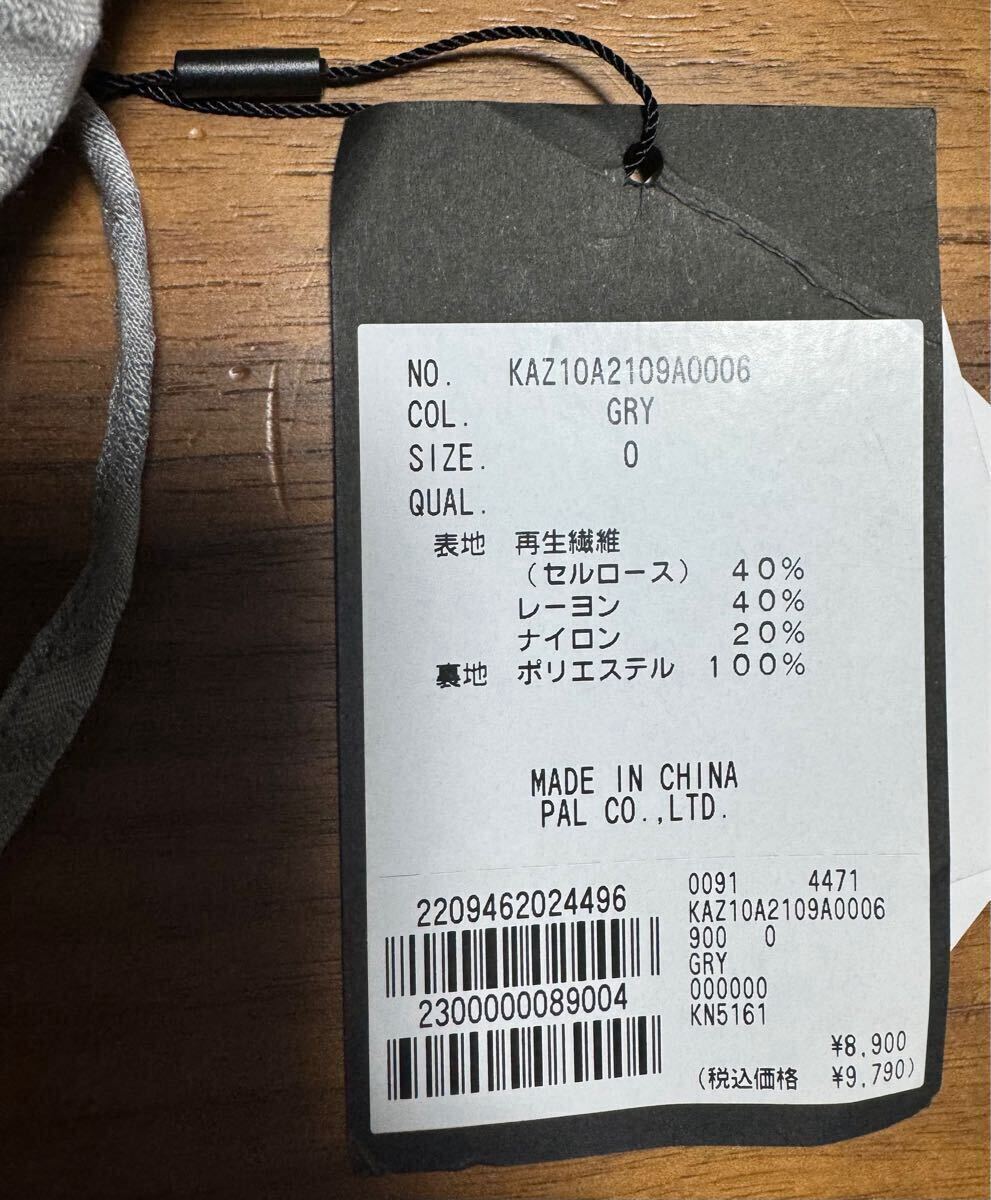 NO. KAZ10A2109A0006
COL. GRY
SIZE. 0
QUAL.
表地 再生繊維
(セルロース) 40%
レーヨン 40%
ナイロン 20%
裏地 ポリエステル 100%
MADE IN CHINA
PAL CO.,LTD.
2209462024496
2300000089004
0091 4471
KAZ10A2109A0006
900 0
GRY
000000
KN5161
¥8,900
(税込価格 ¥9,790)